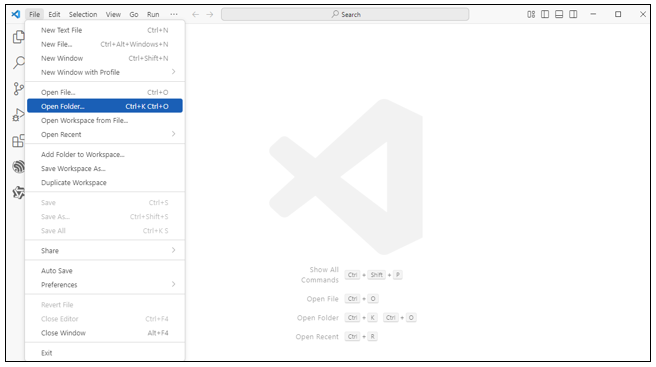 File Edit Selection View Go Run ··· Search
New Text File Ctrl+N
New File... Ctrl+Alt+Windows+N
New Window Ctrl+Shift+N
New Window with Profile
Open File... Ctrl+O
Open Folder... Ctrl+K Ctrl+O
Open Workspace from File...
Open Recent
Add Folder to Workspace...
Save Workspace As...
Duplicate Workspace
Save Ctrl+S
Save As... Ctrl+Shift+S
Save All Ctrl+K S
Share
Auto Save
Preferences
Revert File
Close Editor Ctrl+F4
Close Window Alt+F4
Exit
Show All
Commands Ctrl + Shift + P
Open File Ctrl + O
Open Folder Ctrl + K Ctrl + O
Open Recent Ctrl + R